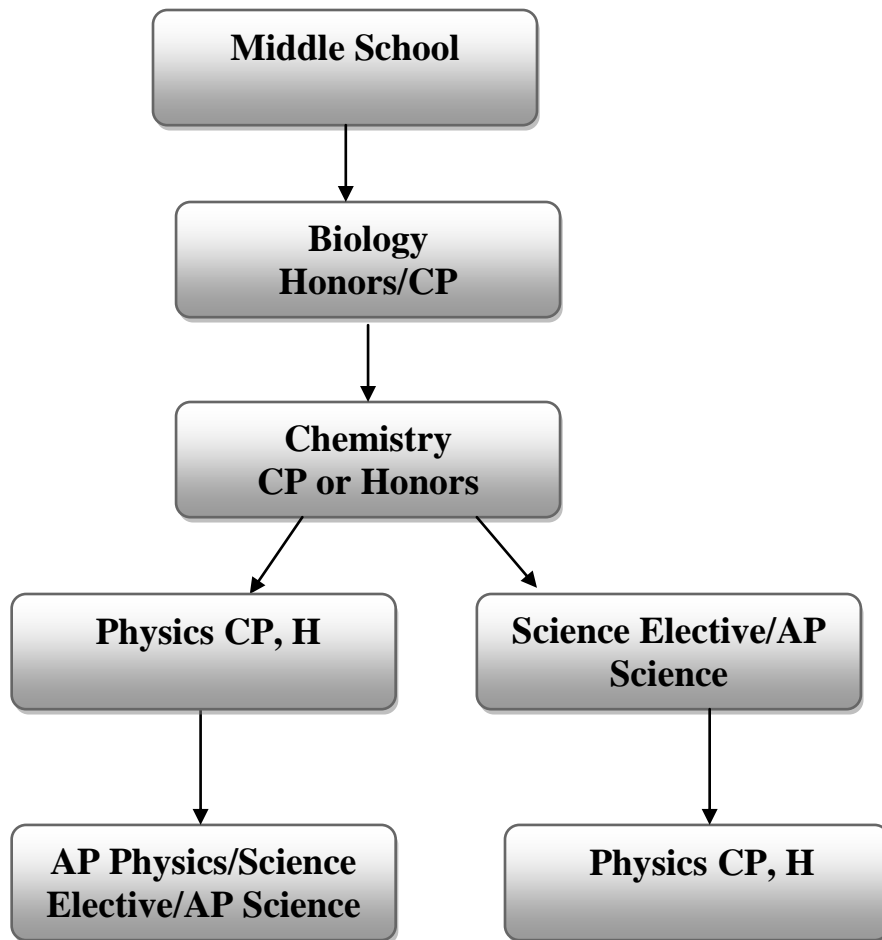 Middle School
Biology
Honors/CP
Chemistry
CP or Honors
Physics CP, H
Science Elective/AP
Science
AP Physics/Science
Elective/AP Science
Physics CP, H